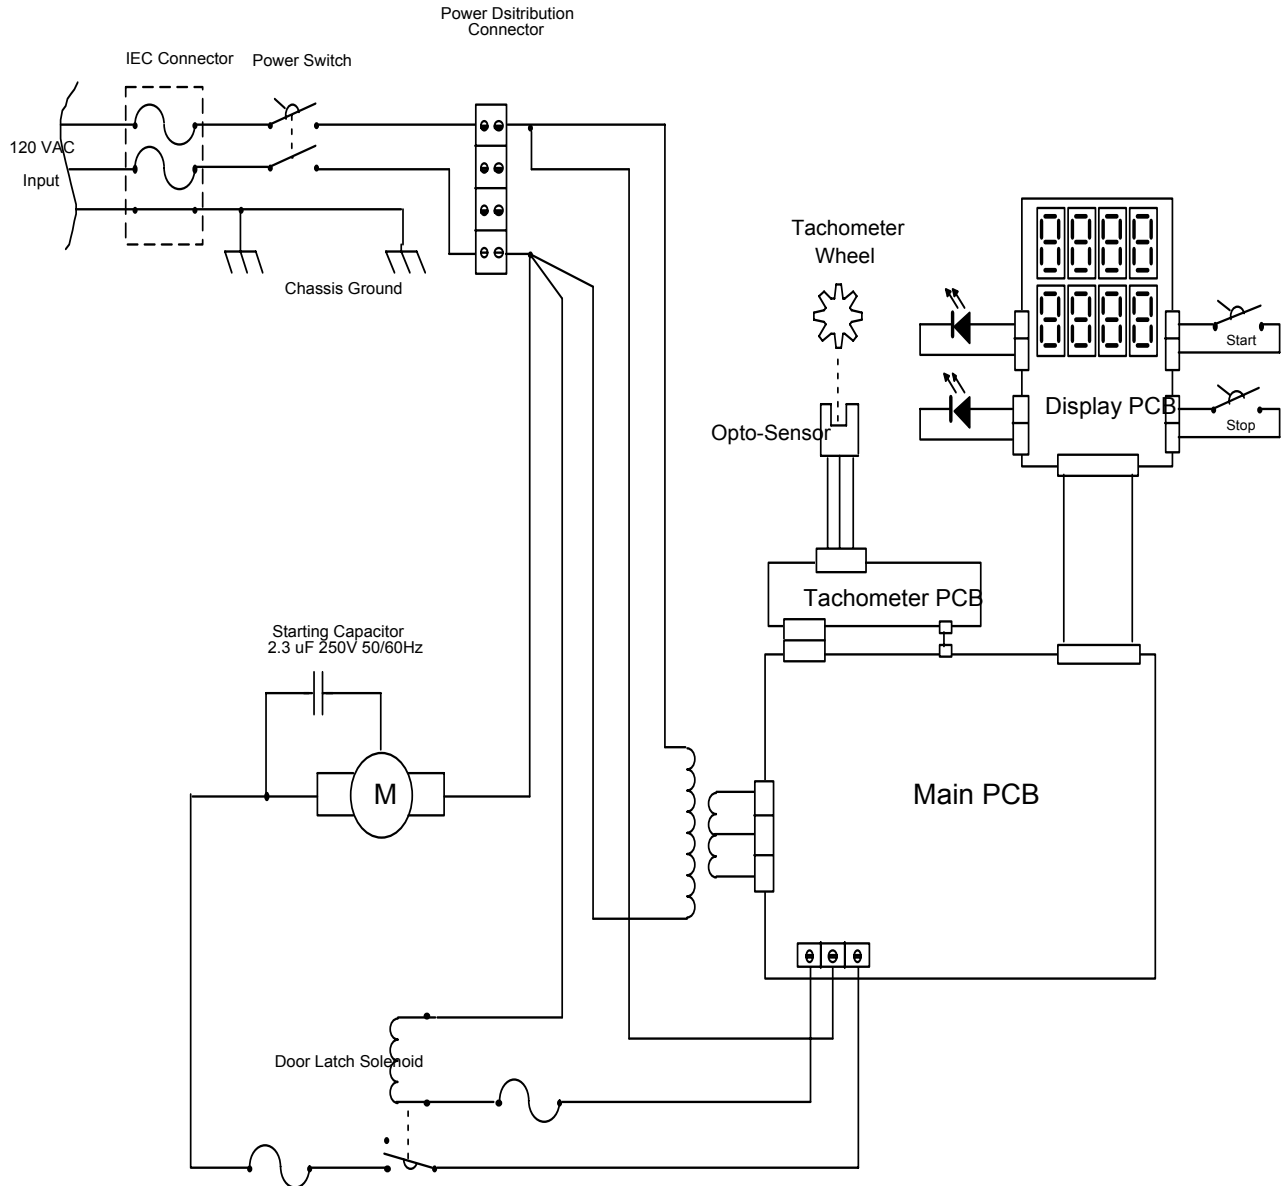 Power Dsitribution
Connector
IEC Connector
Power Switch
120 VAC
Input
Chassis Ground
Tachometer
Wheel
Start
Display PCB
Stop
Opto-Sensor
Tachometer PCB
Starting Capacitor
2.3 uF 250V 50/60Hz
M
Main PCB
Door Latch Solenoid